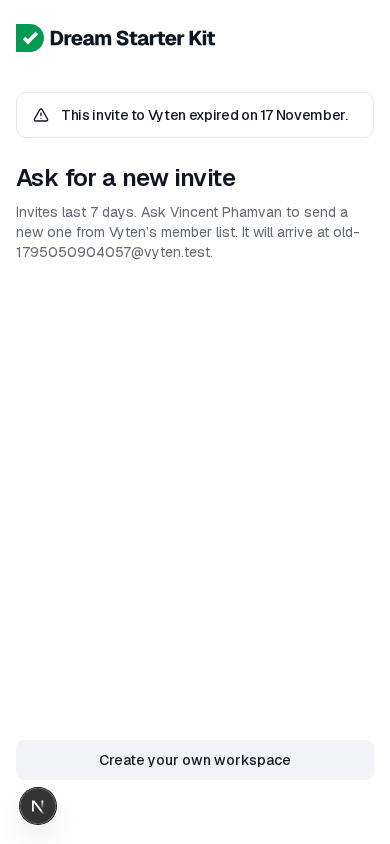 Dream Starter Kit
This invite to Vyten expired on 17 November.
Ask for a new invite
Invites last 7 days. Ask Vincent Phamvan to send a
new one from Vyten's member list. It will arrive at old-
1795050904057@vyten.test.
Create your own workspace
N